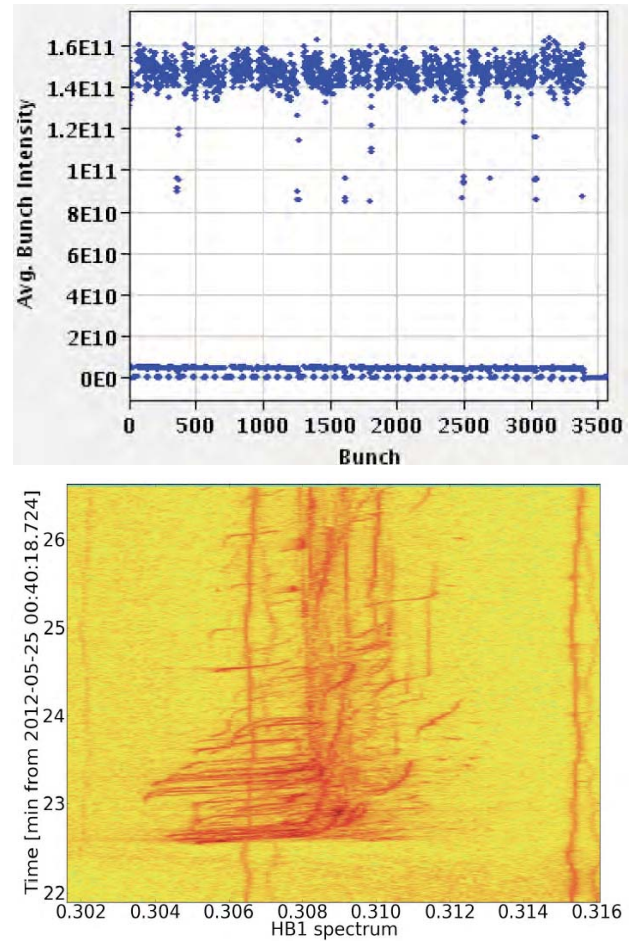 1.6E11
1.4E11
1.2E11
1E11
8E10
6E10
4E10
2E10
0E0
Avg. Bunch Intensity
0 500 1000 1500 2000 2500 3000 3500
Bunch
Time [min from 2012-05-25 00:40:18.724]
26
25
24
23
22
0.302 0.304 0.306 0.308 0.310 0.312 0.314 0.316
HB1 spectrum